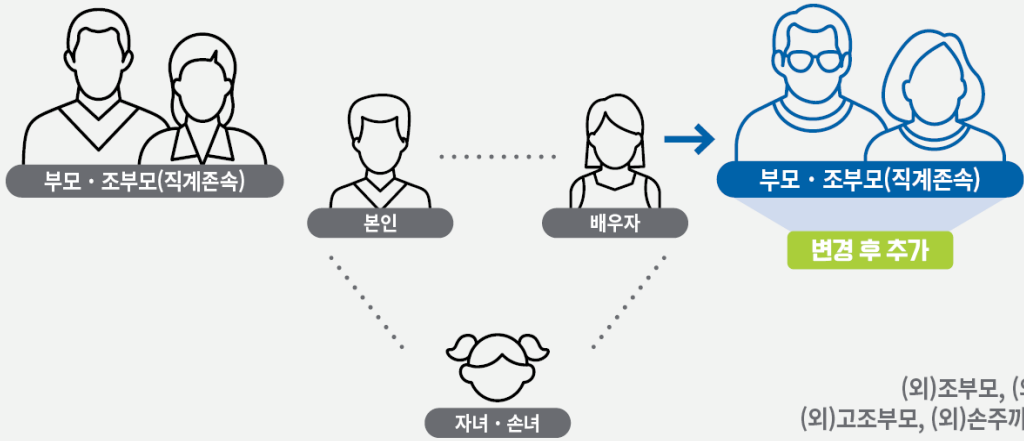 부모 · 조부모(직계존속)
본인
배우자
부모 · 조부모(직계존속)
변경 후 추가
자녀 · 손녀
(외)조부모,
(외)고조부모, (외)손주까